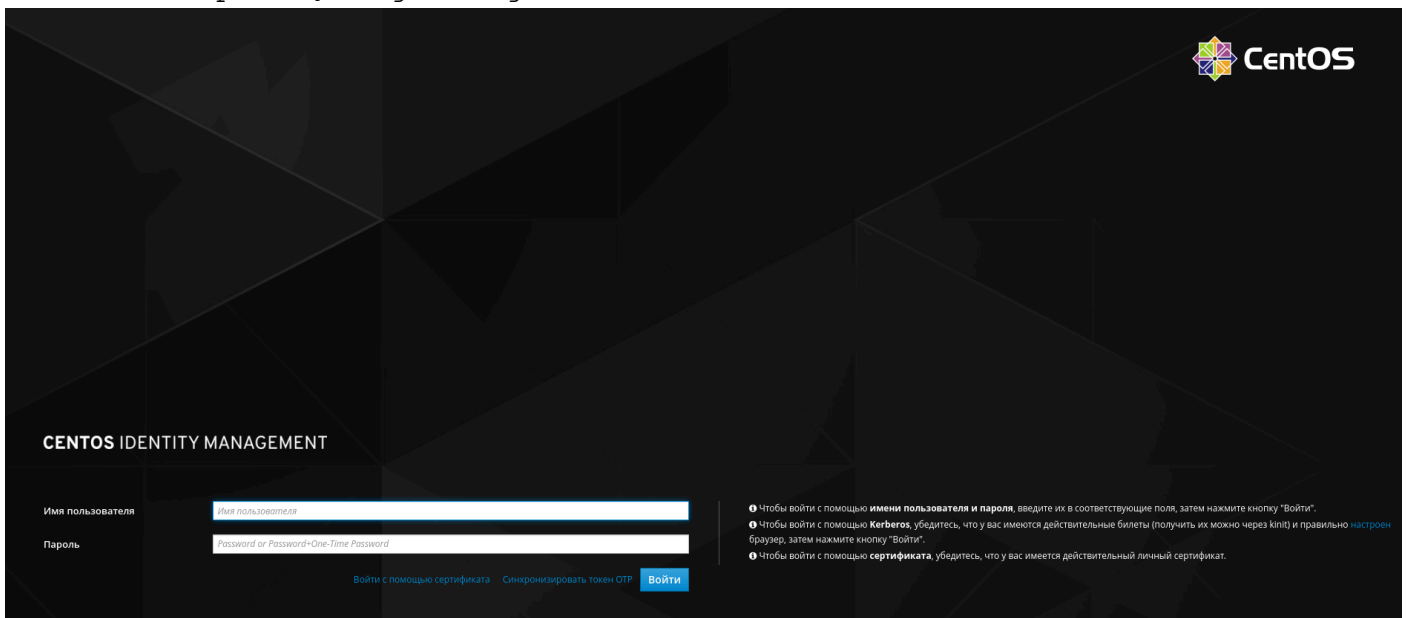 CentOS
CENTOS IDENTITY MANAGEMENT
Имя пользователя
Имя пользователя
Пароль
Password or Password+One-Time Password
Войти с помощью сертификата Синхронизировать токен OTP Войти
Чтобы войти с помощью имени пользователя и пароля, введите их в соответствующие поля, затем нажмите кнопку "Войти".
Чтобы войти с помощью Kerberos, убедитесь, что у вас имеются действительные билеты (получить их можно через kinit) и правильно настроен
браузер, затем нажмите кнопку "Войти".
Чтобы войти с помощью сертификата, убедитесь, что у вас имеется действительный личный сертификат.